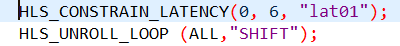 HLS_CONSTRAIN_LATENCY(0, 6, "lat01");
HLS_UNROLL_LOOP (ALL,"SHIFT");